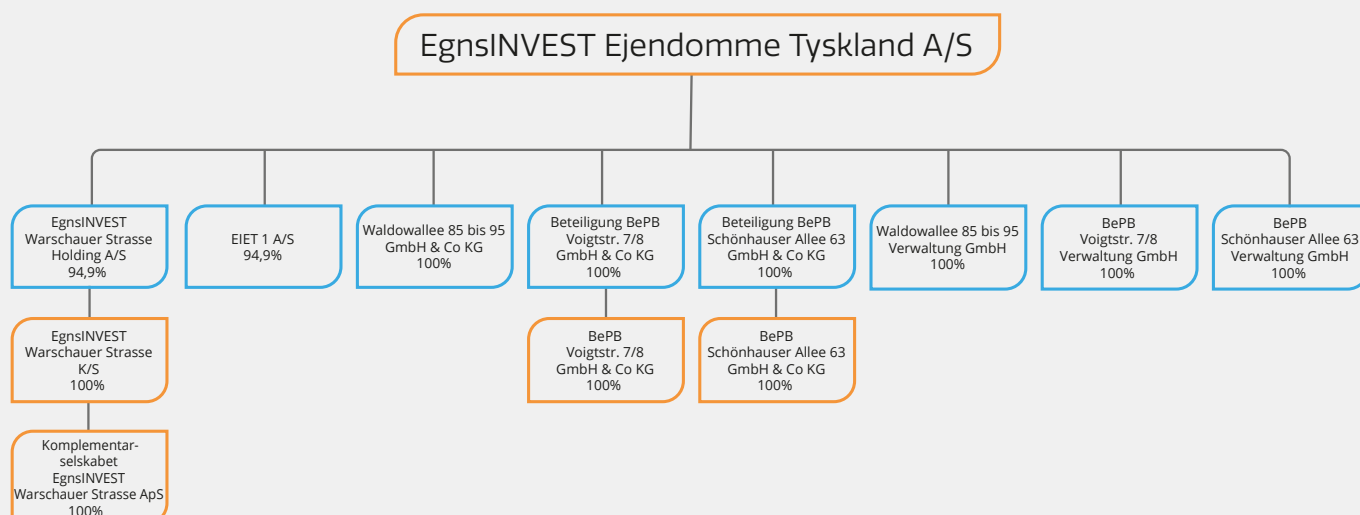 EgnsINVEST Ejendomme Tyskland A/S
EgnsINVEST
Warschauer Strasse
Holding A/S
94,9%
EIET 1 A/S
94,9%
Waldowallee 85 bis 95
GmbH & Co KG
100%
Beteiligung BePB
Voigtstr. 7/8
GmbH & Co KG
100%
Beteiligung BePB
Schönhauser Allee 63
GmbH & Co KG
100%
Waldowallee 85 bis 95
Verwaltung GmbH
100%
BePB
Voigtstr. 7/8
Verwaltung GmbH
100%
BePB
Schönhauser Allee 63
Verwaltung GmbH
100%
EgnsINVEST
Warschauer Strasse
K/S
100%
BePB
Voigtstr. 7/8
GmbH & Co KG
100%
BePB
Schönhauser Allee 63
GmbH & Co KG
100%
Komplementar-
selskabet
EgnsINVEST
Warschauer Strasse ApS
100%